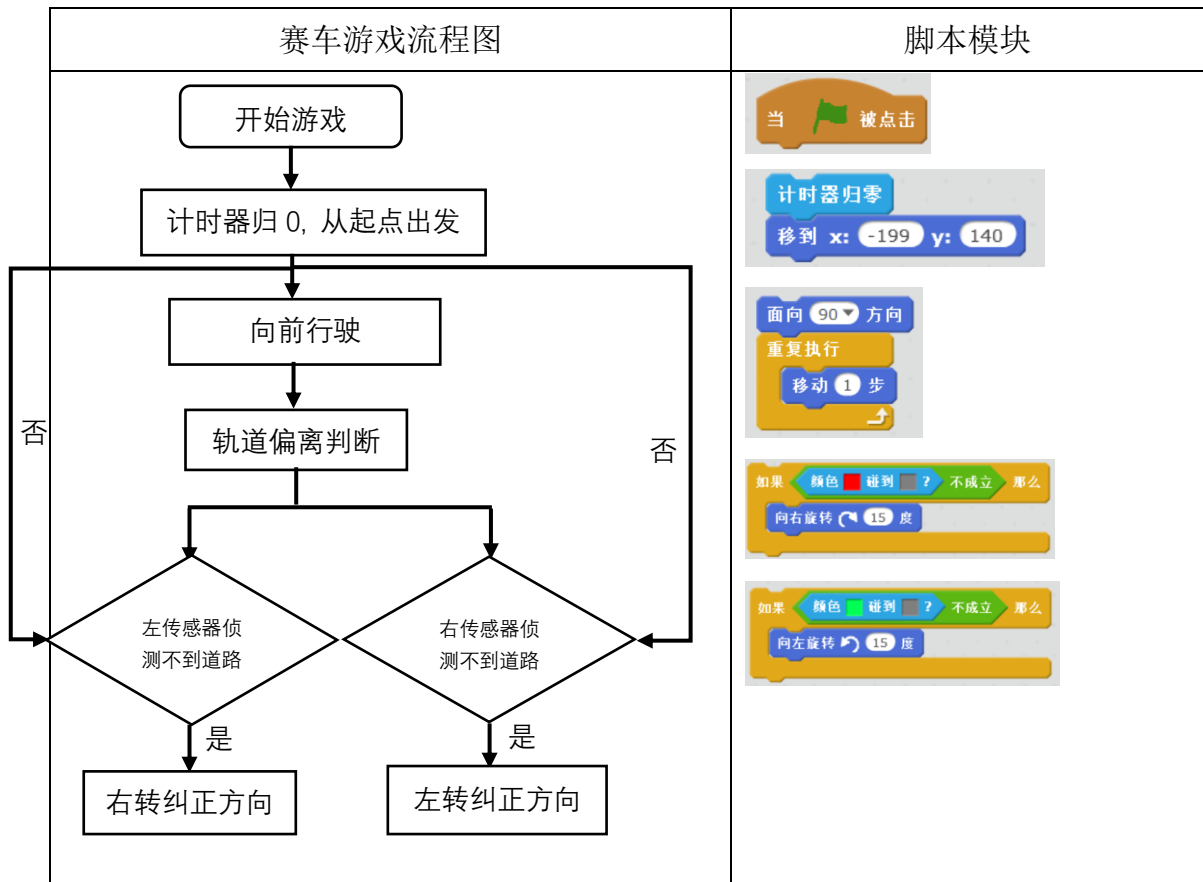 赛车游戏流程图
脚本模块
开始游戏
计时器归 0, 从起点出发
向前行驶
轨道偏离判断
否
否
左传感器侦
测不到道路
右传感器侦
测不到道路
是
是
右转纠正方向
左转纠正方向
当 被点击
计时器归零
移到 x: -199 y: 140
面向 90 方向
重复执行
移动 1 步
如果 颜色 碰到 ? 不成立 那么
向右旋转 15 度
如果 颜色 碰到 ? 不成立 那么
向左旋转 15 度